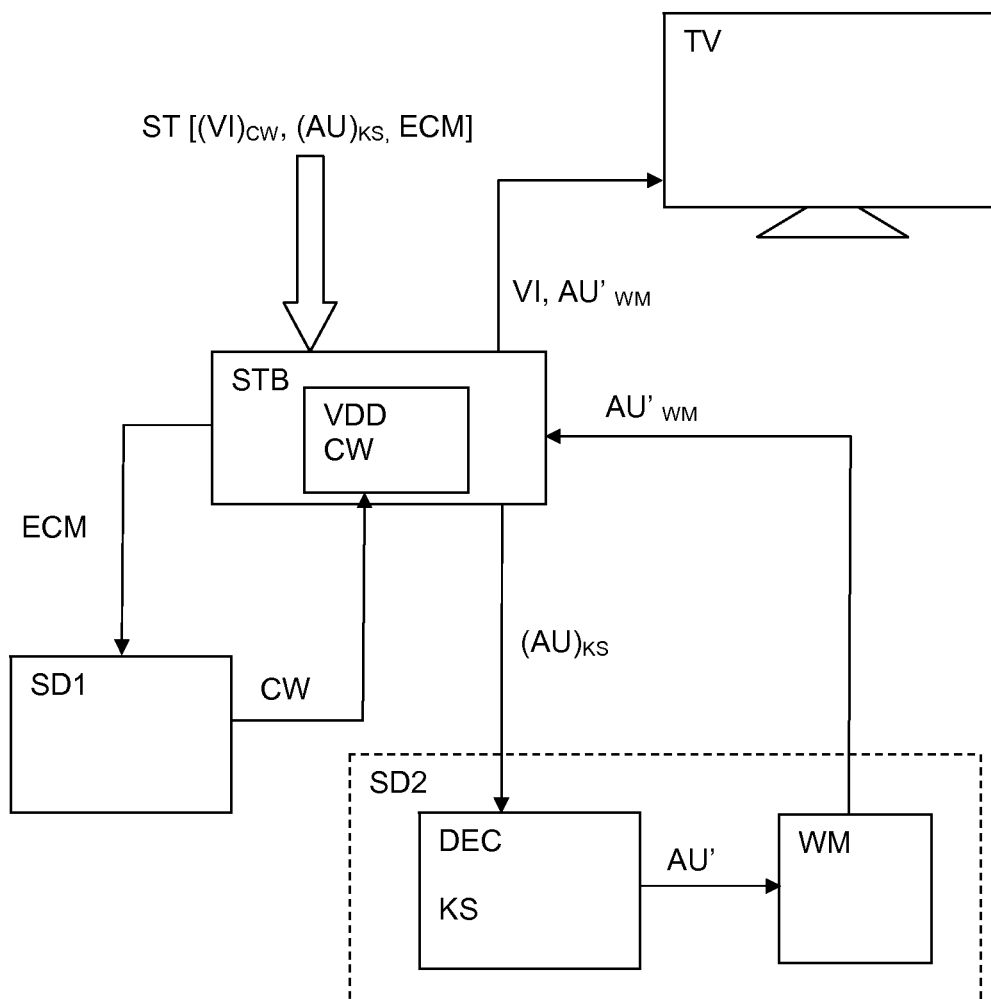 TV
ST [(VI)CW, (AU)KS, ECM]
VI, AU’ WM
STB
VDD
CW
AU’ WM
ECM
(AU)KS
SD1
CW
SD2
DEC
KS
AU’
WM